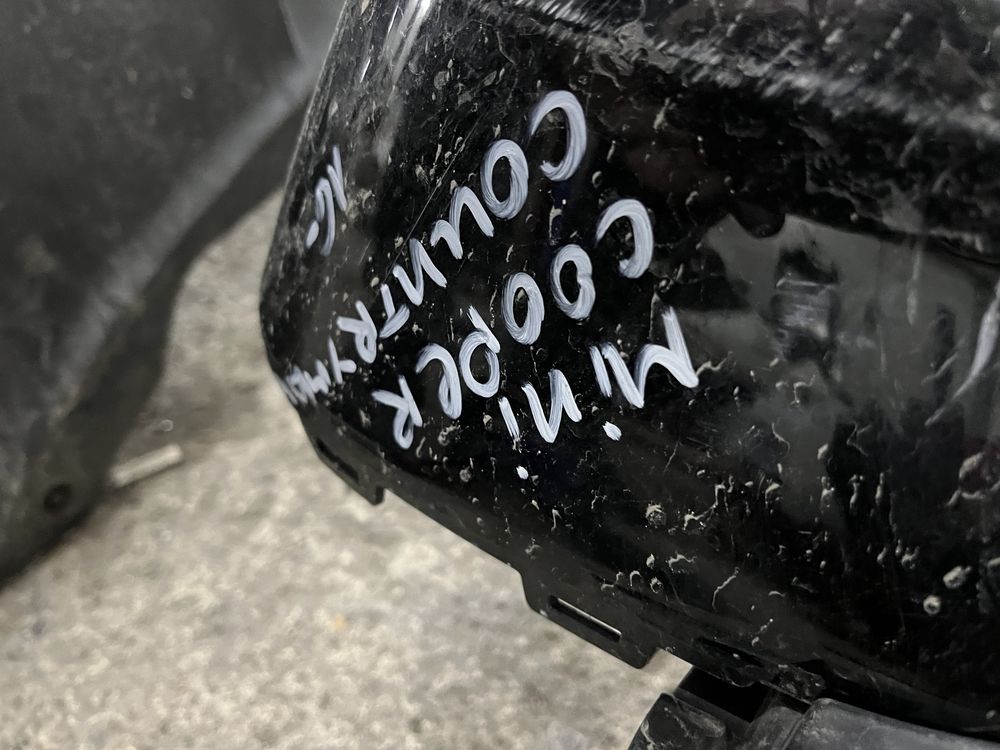 MiNi
COOPER
COUNTRYMAN
16.